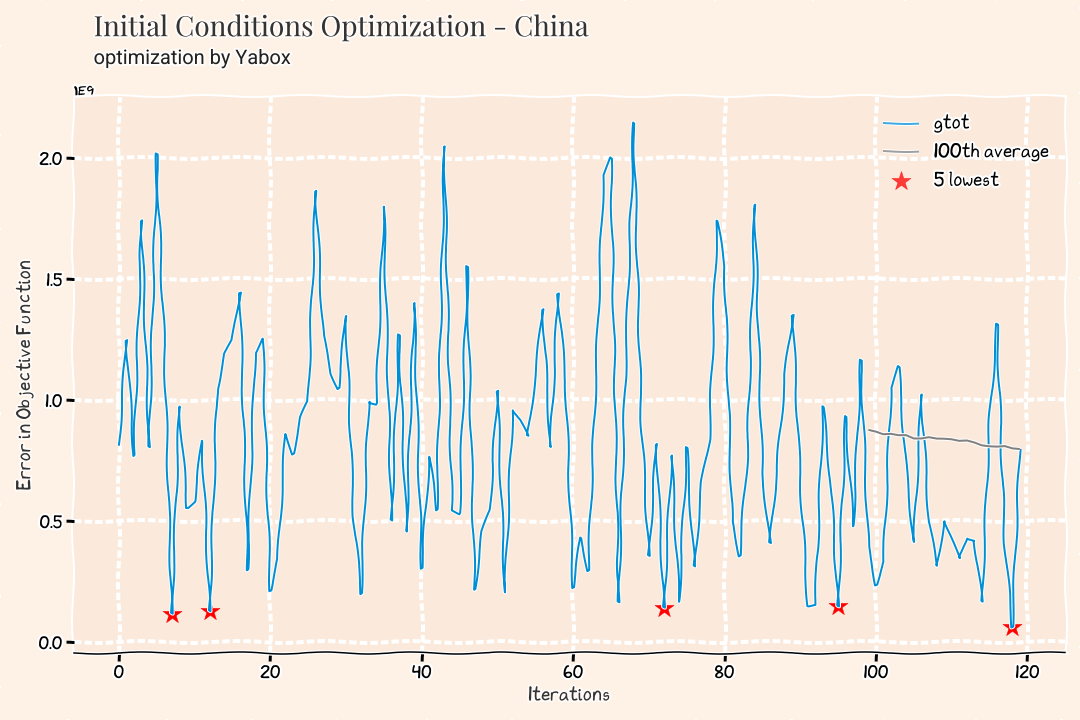 Initial Conditions Optimization - China
optimization by Yabox
1E9
gtot
100th average
5 lowest
2.0
1.5
1.0
0.5
0.0
Error in Objective Function
0 20 40 60 80 100 120
Iterations